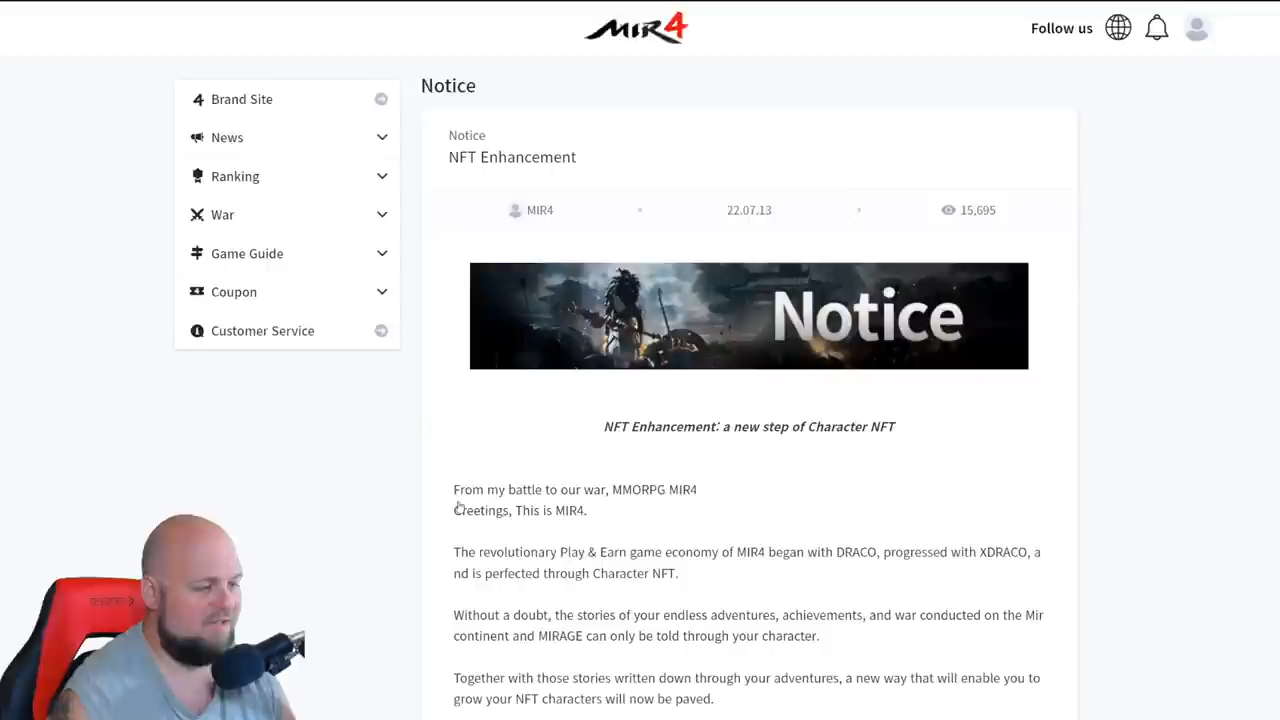 MIR4
Follow us
4 Brand Site
News
Ranking
War
Game Guide
Coupon
Customer Service
Notice
Notice
NFT Enhancement
MIR4
22.07.13
15,695
Notice
NFT Enhancement: a new step of Character NFT
From my battle to our war, MMORPG MIR4
Greetings, This is MIR4.
The revolutionary Play & Earn game economy of MIR4 began with DRACO, progressed with XDRACO, a
nd is perfected through Character NFT.
Without a doubt, the stories of your endless adventures, achievements, and war conducted on the Mir
continent and MIRAGE can only be told through your character.
Together with those stories written down through your adventures, a new way that will enable you to
grow your NFT characters will now be paved.